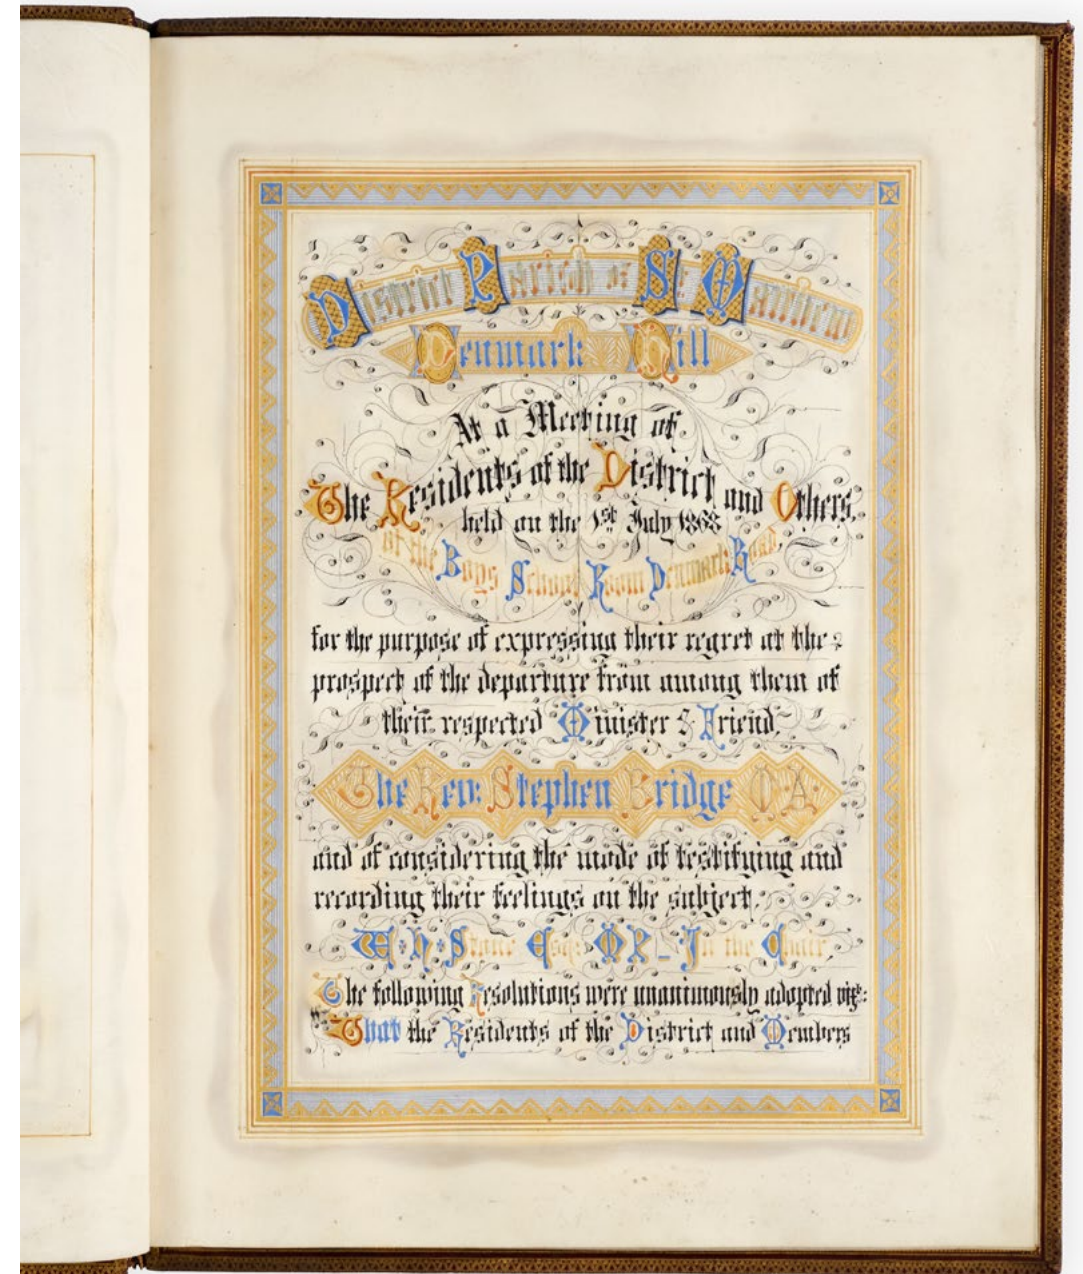 District Parish of St. Matthew
Denmark Hill
At a Meeting of
The Residents of the District and Others,
held on the 1st July 1868
at the Boys School Room Denmark Road,
for the purpose of expressing their regret at the
prospect of the departure from among them of
their respected Minister & Friend,
The Rev: Stephen Bridge M.A.
and of considering the mode of testifying and
recording their feelings on the subject,
W. H. Stone Esq: M P_ In the Chair,
The following Resolutions were unanimously adopted viz:
That the Residents of the District and Members